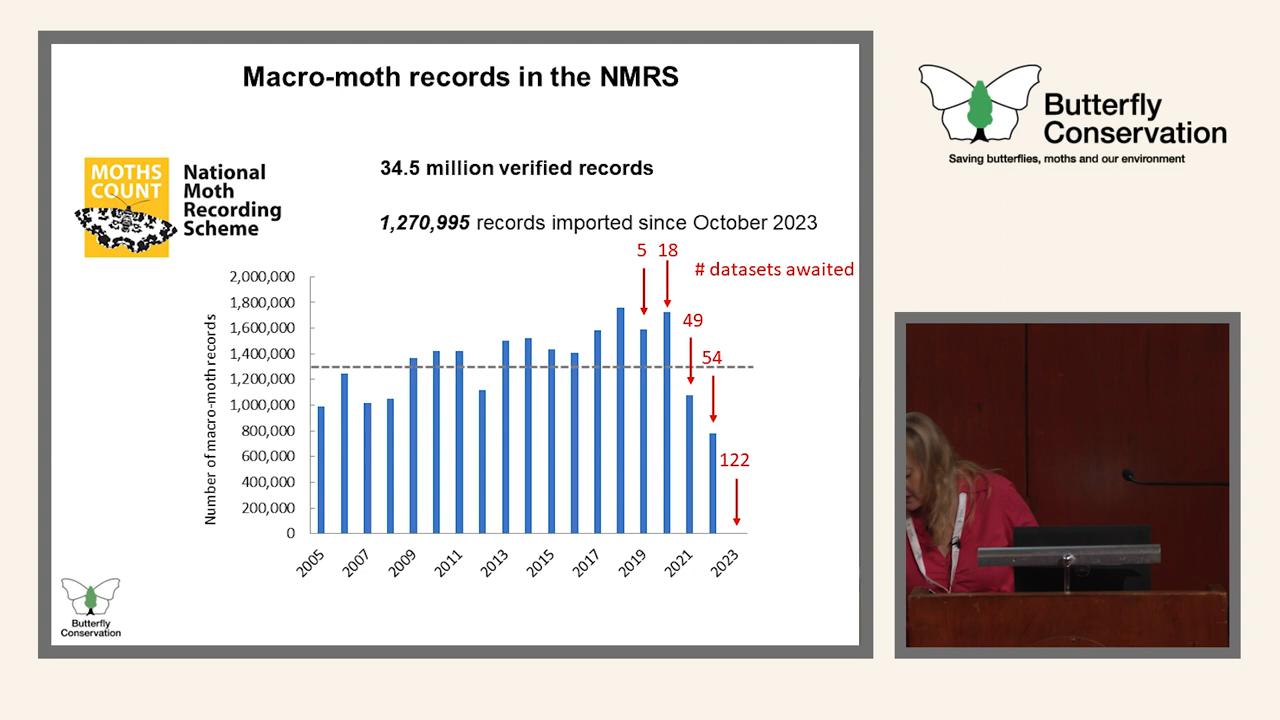 Macro-moth records in the NMRS
MOTHS
COUNT
National
Moth
Recording
Scheme
34.5 million verified records
1,270,995 records imported since October 2023
5 18
# datasets awaited
49
54
122
Number of macro-moth records
2,000,000
1,800,000
1,600,000
1,400,000
1,200,000
1,000,000
800,000
600,000
400,000
200,000
0
2005
2007
2009
2011
2013
2015
2017
2019
2021
2023
Butterfly
Conservation
Butterfly
Conservation
Saving butterflies, moths and our environment